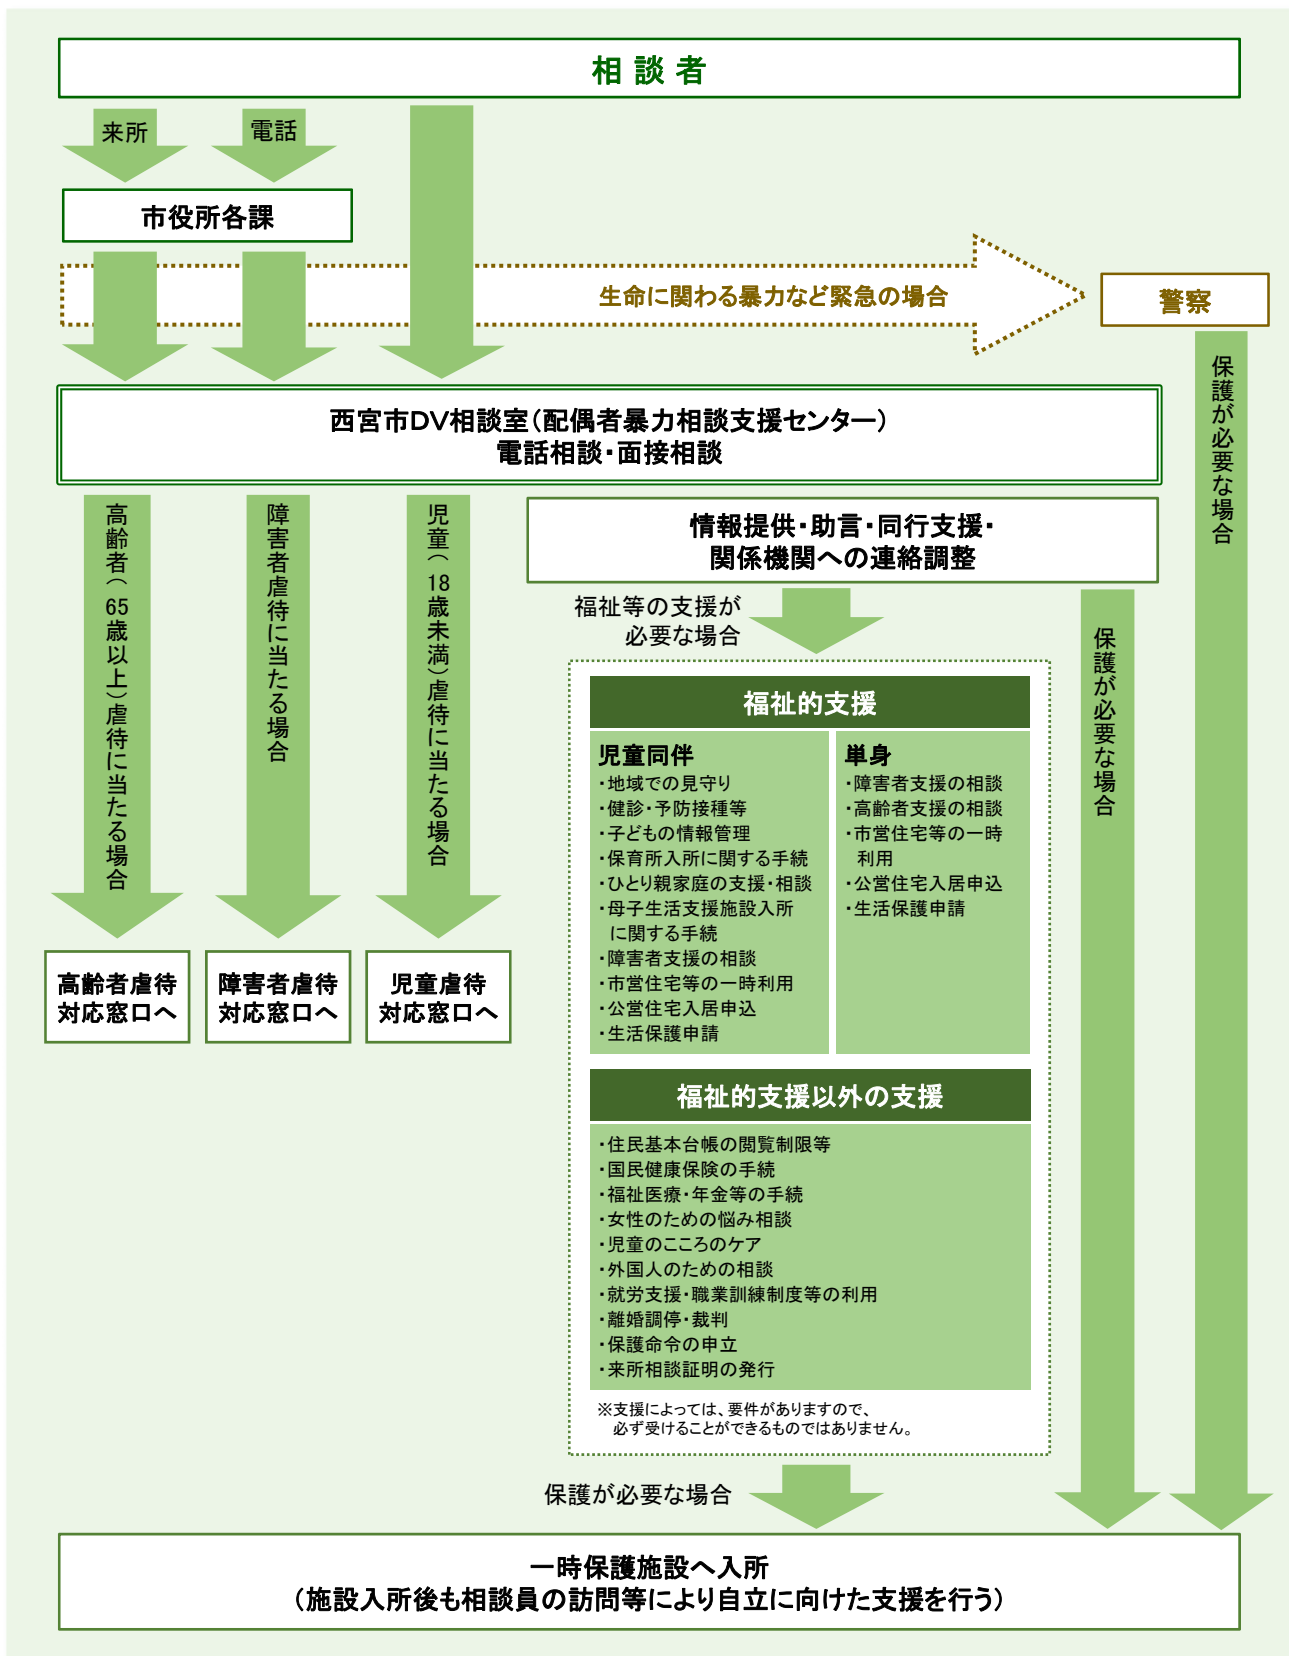 相談者
来所
電話
市役所各課
生命に関わる暴力など緊急の場合
警察
保護が必要な場合
西宮市DV相談室(配偶者暴力相談支援センター)
電話相談・面接相談
高齢者(65歳以上)虐待に当たる場合
障害者虐待に当たる場合
児童(18歳未満)虐待に当たる場合
情報提供・助言・同行支援・
関係機関への連絡調整
福祉等の支援が
必要な場合
保護が必要な場合
福祉的支援
児童同伴
・地域での見守り
・健診・予防接種等
・子どもの情報管理
・保育所入所に関する手続
・ひとり親家庭の支援・相談
・母子生活支援施設入所
に関する手続
・障害者支援の相談
・市営住宅等の一時利用
・公営住宅入居申込
・生活保護申請
単身
・障害者支援の相談
・高齢者支援の相談
・市営住宅等の一時
利用
・公営住宅入居申込
・生活保護申請
高齢者虐待
対応窓口へ
障害者虐待
対応窓口へ
児童虐待
対応窓口へ
福祉的支援以外の支援
・住民基本台帳の閲覧制限等
・国民健康保険の手続
・福祉医療・年金等の手続
・女性のための悩み相談
・児童のこころのケア
・外国人のための相談
・就労支援・職業訓練制度等の利用
・離婚調停・裁判
・保護命令の申立
・来所相談証明の発行
※支援によっては、要件がありますので、
必ず受けることができるものではありません。
保護が必要な場合
一時保護施設へ入所
(施設入所後も相談員の訪問等により自立に向けた支援を行う)